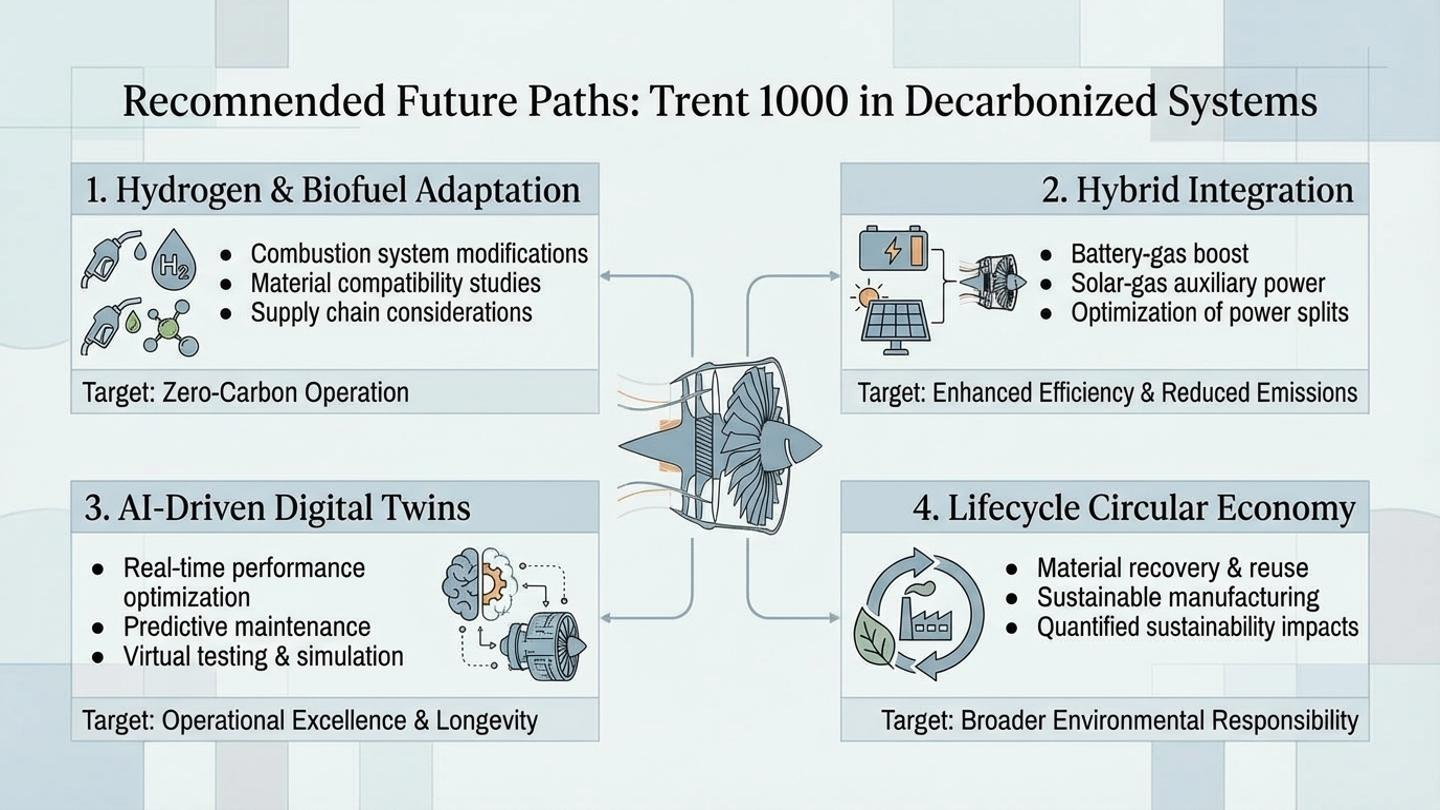 Recomnended Future Paths: Trent 1000 in Decarbonized Systems
1. Hydrogen & Biofuel Adaptation
H₂
● Combustion system modifications
● Material compatibility studies
● Supply chain considerations
Target: Zero-Carbon Operation
2. Hybrid Integration
● Battery-gas boost
● Solar-gas auxiliary power
● Optimization of power splits
Target: Enhanced Efficiency & Reduced Emissions
3. AI-Driven Digital Twins
● Real-time performance
optimization
● Predictive maintenance
● Virtual testing & simulation
Target: Operational Excellence & Longevity
4. Lifecycle Circular Economy
● Material recovery & reuse
● Sustainable manufacturing
● Quantified sustainability impacts
Target: Broader Environmental Responsibility